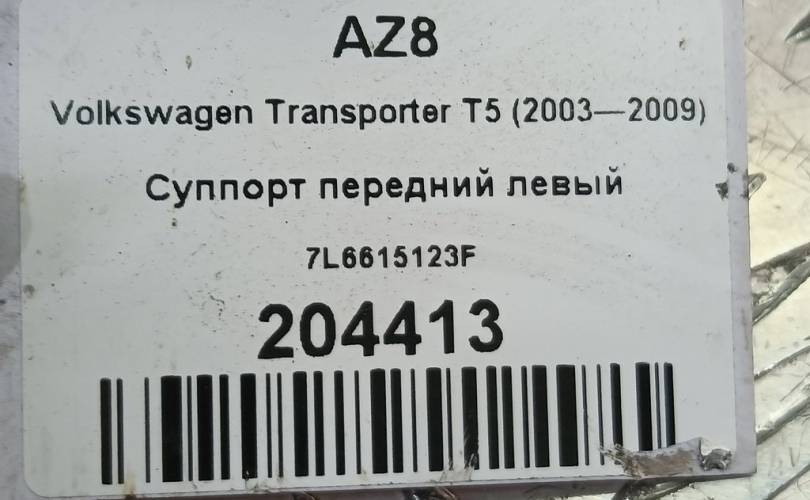 AZ8
Volkswagen Transporter T5 (2003—2009)
Суппорт передний левый
7L6615123F
204413